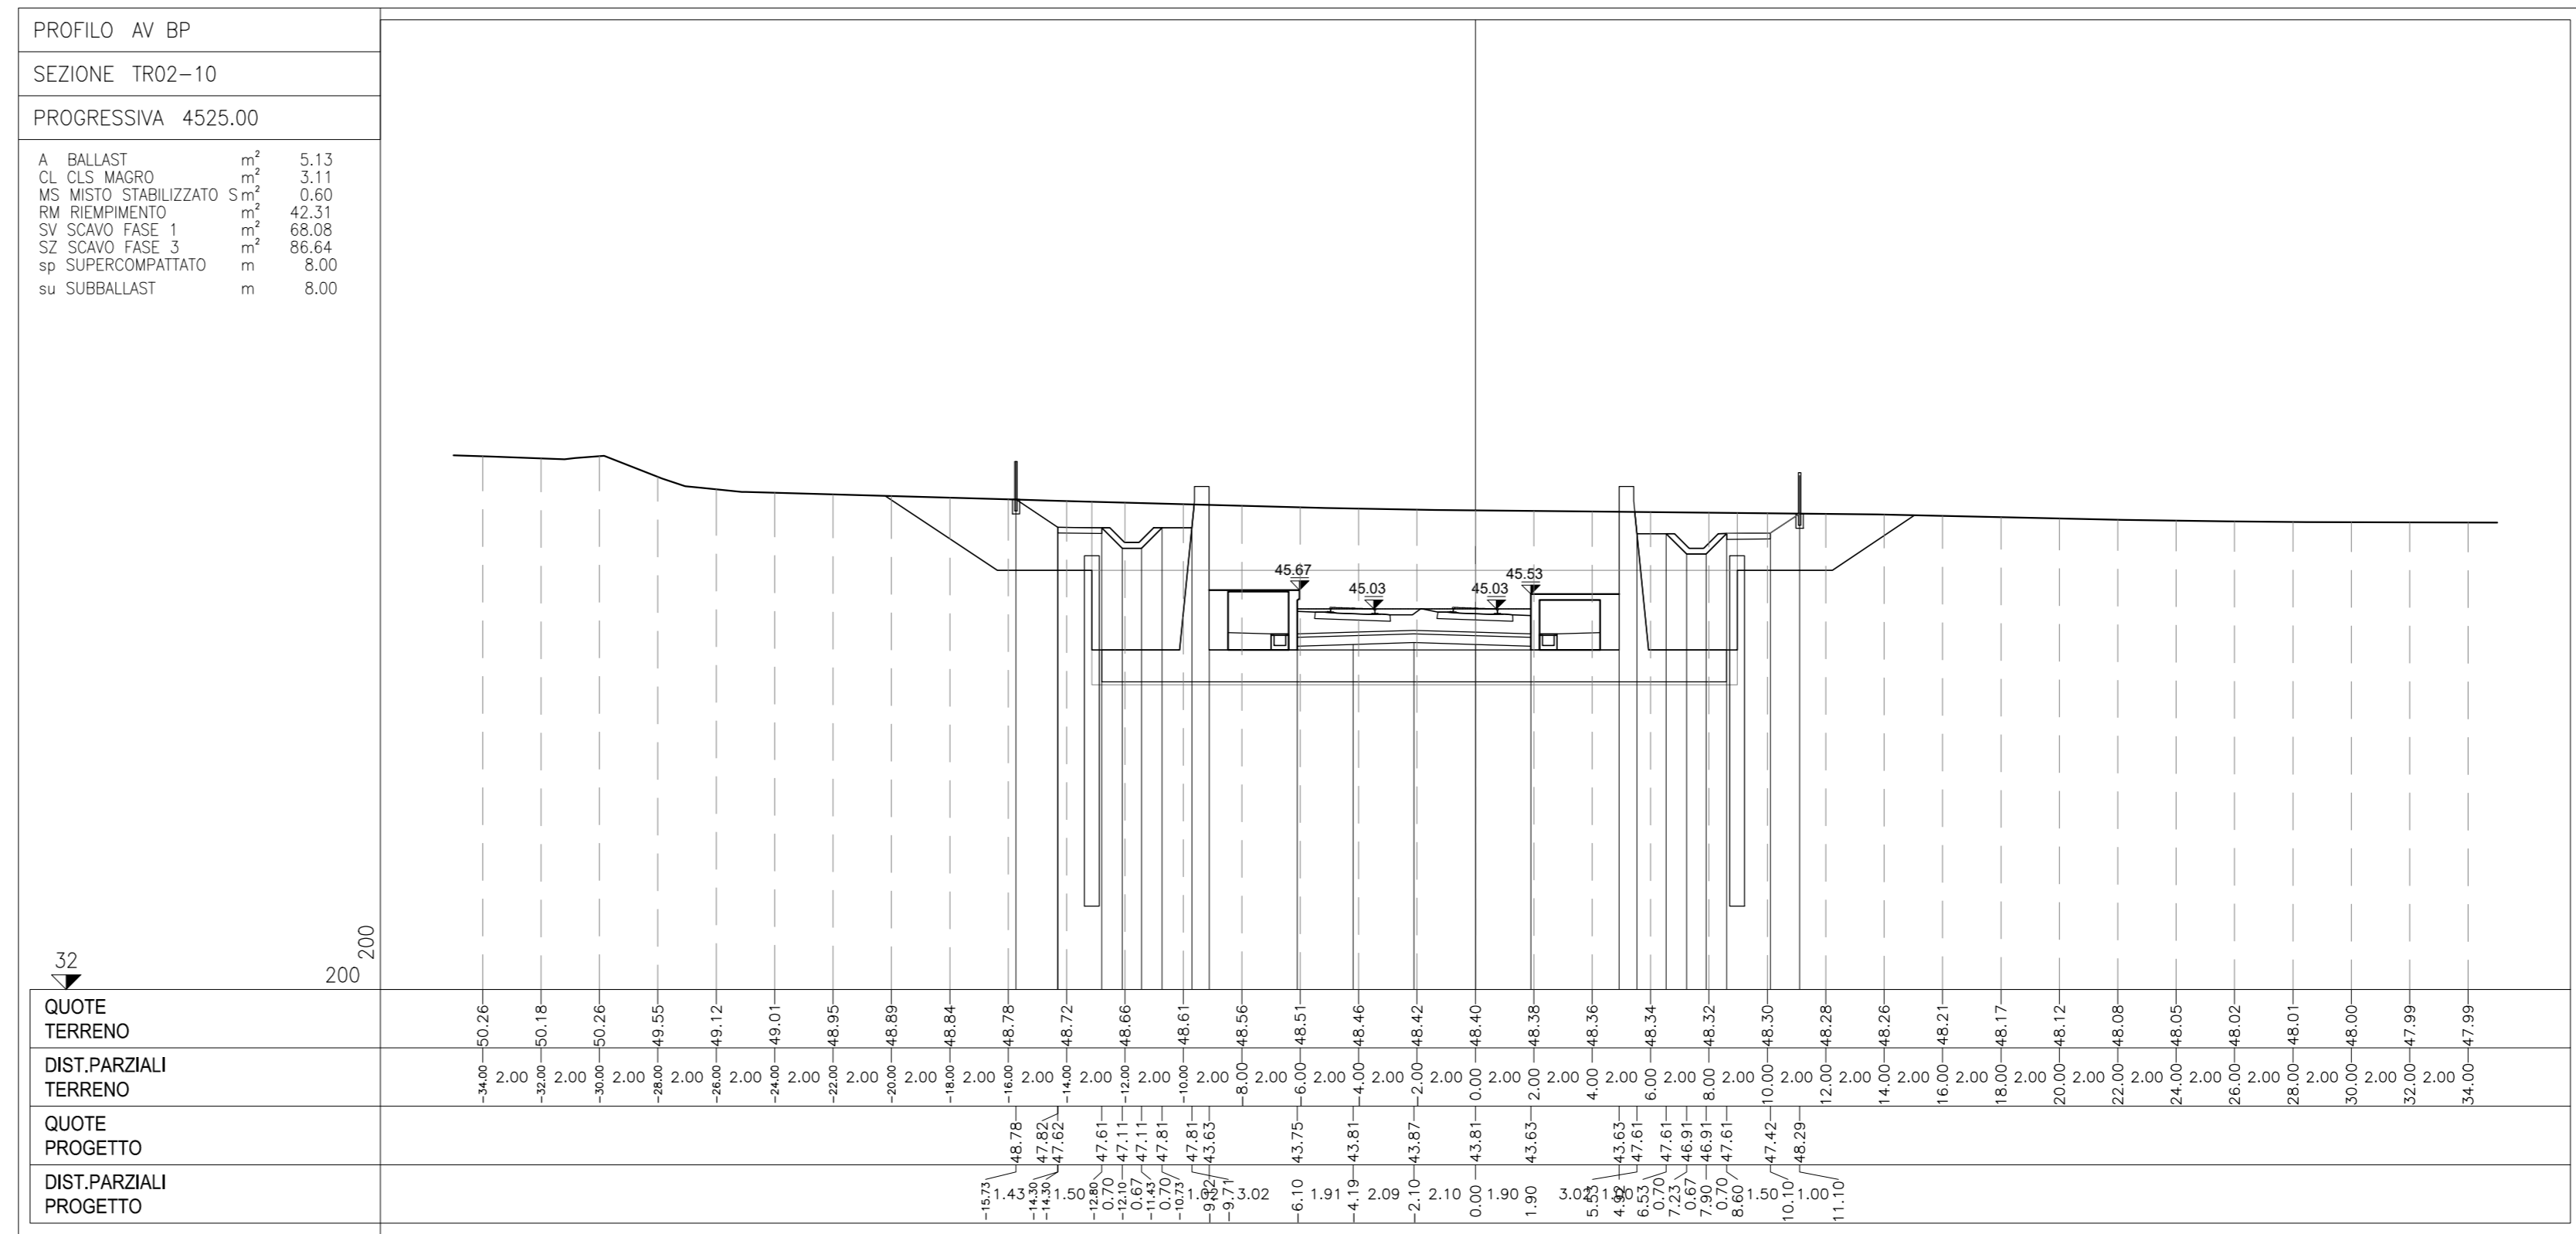 PROFILO AV BP
SEZIONE TR02-10
PROGRESSIVA 4525.00
A BALLAST m² 5.13
CL CLS MAGRO m² 3.11
MS MISTO STABILIZZATO S m² 0.60
RM RIEMPIMENTO m² 42.31
SV SCAVO FASE 1 m² 68.08
SZ SCAVO FASE 3 m² 86.64
sp SUPERCOMPATTATO m 8.00
su SUBBALLAST m 8.00
45.67 45.03 45.03 45.53
32 200 200
QUOTE TERRENO 50.26 50.18 50.26 49.55 49.12 49.01 48.95 48.89 48.84 48.78 48.72 48.66 48.61 48.56 48.51 48.46 48.42 48.40 48.38 48.36 48.34 48.32 48.30 48.28 48.26 48.21 48.17 48.12 48.08 48.05 48.02 48.01 48.00 47.99 47.99
DIST.PARZIALI TERRENO -34.00 2.00 -32.00 2.00 -30.00 2.00 -28.00 2.00 -26.00 2.00 -24.00 2.00 -22.00 2.00 -20.00 2.00 -18.00 2.00 -16.00 2.00 -14.00 2.00 -12.00 2.00 -10.00 2.00 -8.00 2.00 -6.00 2.00 -4.00 2.00 -2.00 2.00 0.00 2.00 2.00 2.00 4.00 2.00 6.00 2.00 8.00 2.00 10.00 2.00 12.00 2.00 14.00 2.00 16.00 2.00 18.00 2.00 20.00 2.00 22.00 2.00 24.00 2.00 26.00 2.00 28.00 2.00 30.00 2.00 32.00 2.00 34.00
QUOTE PROGETTO 48.78 47.82 47.62 47.61 47.11 47.11 47.81 47.81 43.63 43.75 43.81 43.87 43.81 43.63 43.63 47.61 47.61 46.91 46.91 47.61 47.42 48.29
DIST.PARZIALI PROGETTO -15.73 1.43 -14.30 -14.30 1.50 -12.80 0.70 -12.10 0.67 -11.43 0.70 -10.73 1.02 -9.71 3.02 -6.10 1.91 -4.19 2.09 -2.10 2.10 0.00 1.90 1.90 3.02 5.53 4.92 6.53 0.70 7.23 0.67 7.90 0.70 8.60 1.50 10.10 1.00 11.10